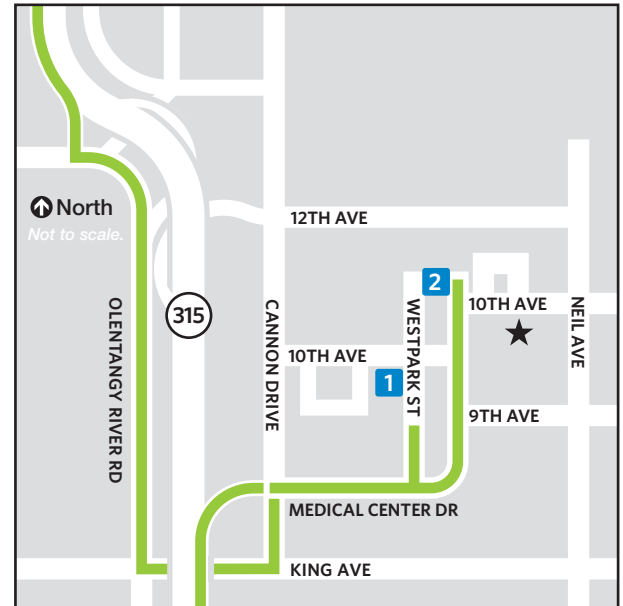 North
Not to scale.
12TH AVE
2
10TH AVE
OLENTANGY RIVER RD
315
CANNON DRIVE
WESTPARK ST
NEIL AVE
10TH AVE
1
9TH AVE
MEDICAL CENTER DR
KING AVE